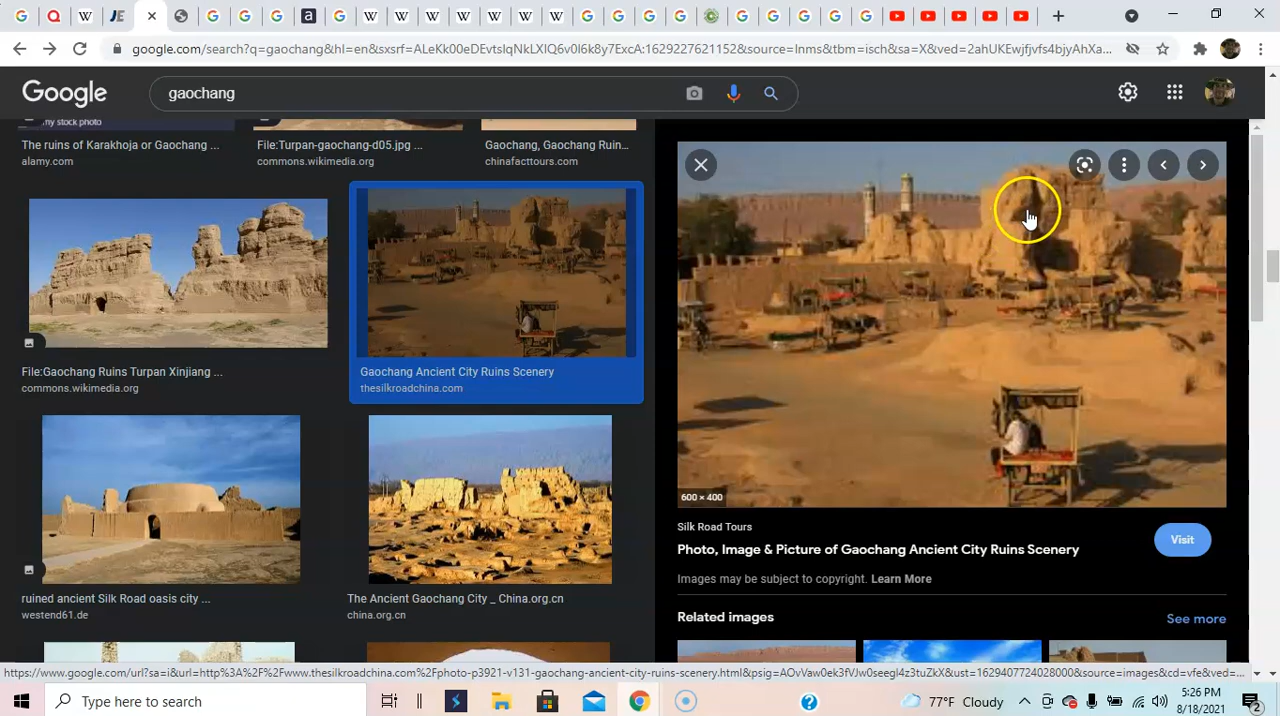 google.com/search?q=gaochang&hl=en&sxsrf=ALeKk00eDEvtsIqNkLXIQ6v0I6k8y7ExcA:1629227621152&source=lnms&tbm=isch&sa=X&ved=2ahUKEwjfjvfs4bjyAhXa...
Google
gaochang
my stock photo
The ruins of Karakhoja or Gaochang ...
alamy.com
File:Turpan-gaochang-d05.jpg ...
commons.wikimedia.org
Gaochang, Gaochang Ruin...
chinafacttours.com
File:Gaochang Ruins Turpan Xinjiang ...
commons.wikimedia.org
Gaochang Ancient City Ruins Scenery
thesilkroadchina.com
ruined ancient Silk Road oasis city ...
westend61.de
The Ancient Gaochang City _ China.org.cn
china.org.cn
600 × 400
Silk Road Tours
Photo, Image & Picture of Gaochang Ancient City Ruins Scenery
Visit
Images may be subject to copyright. Learn More
Related images
See more
https://www.google.com/url?sa=i&url=http%3A%2F%2Fwww.thesilkroadchina.com%2Fphoto-p3921-v131-gaochang-ancient-city-ruins-scenery.html&psig=AOvVaw0ek3fVJw0seegl4z3tuZkX&ust=1629407724028000&source=images&cd=vfe&ved=...
Type here to search
77°F Cloudy
5:26 PM
8/18/2021
2